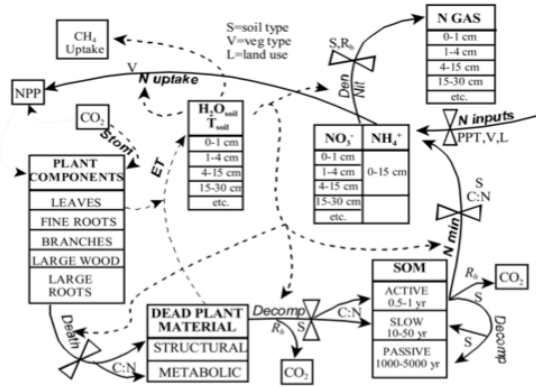 N GAS
0-1 cm
1-4 cm
4-15 cm
15-30 cm
etc.
S=soil type
V=veg type
L=land use
CH4
Uptake
S,Rh
V
N uptake
Den
Nit
NPP
CO2
Stom
H2Osoil
Tsoil
0-1 cm
1-4 cm
4-15 cm
15-30 cm
etc.
NO3- NH4+
0-1 cm
1-4 cm
4-15 cm
15-30 cm
etc.
0-15 cm
N inputs
PPT,V,L
PLANT
COMPONENTS
LEAVES
FINE ROOTS
BRANCHES
LARGE WOOD
LARGE
ROOTS
ET
S
C:N
N min
Death
C:N
DEAD PLANT
MATERIAL
STRUCTURAL
METABOLIC
Decomp
Rh
S
C:N
CO2
SOM
ACTIVE
0.5-1 yr
SLOW
10-50 yr
PASSIVE
1000-5000 yr
Rh
CO2
S
S
Decomp